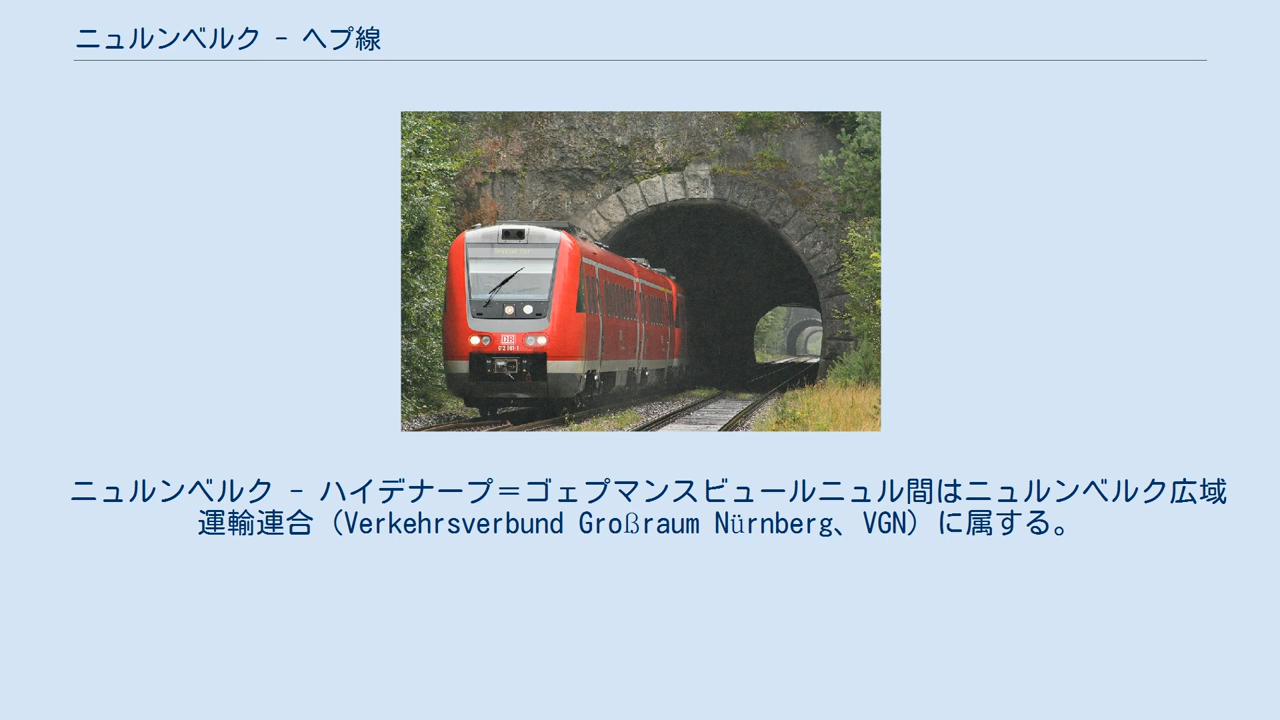 ニュルンベルク - ヘプ線
DB
ニュルンベルク - ハイデナープ＝ゴェプマンスビュールニュル間はニュルンベルク広域
運輸連合（Verkehrsverbund Großraum Nürnberg、VGN）に属する。